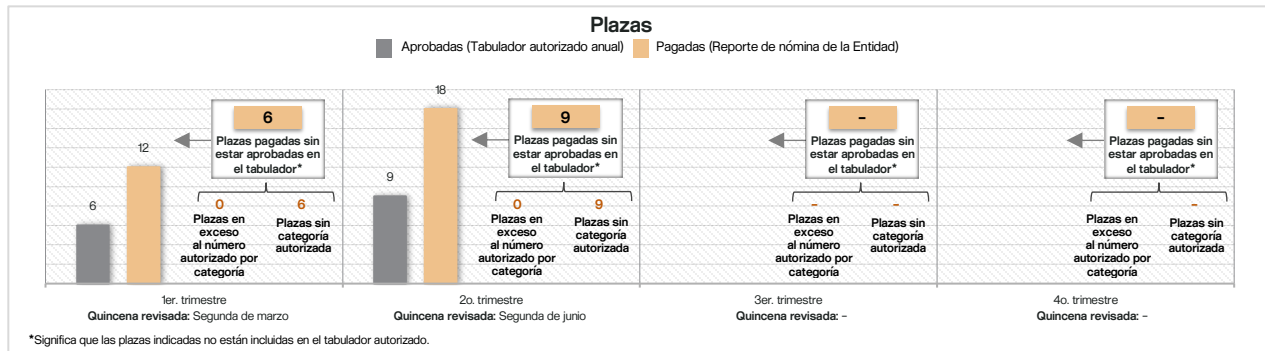 Plazas
Aprobadas (Tabulador autorizado anual)
Pagadas (Reporte de nómina de la Entidad)
6
12
6
Plazas pagadas sin
estar aprobadas en
el tabulador*
0
6
Plazas en
exceso
al número
autorizado por
categoría
Plazas sin
categoría
autorizada
9
18
9
Plazas pagadas sin
estar aprobadas en
el tabulador*
0
9
Plazas en
exceso
al número
autorizado por
categoría
Plazas sin
categoría
autorizada
-
Plazas pagadas sin
estar aprobadas en
el tabulador*
-
-
Plazas en
exceso
al número
autorizado por
categoría
Plazas sin
categoría
autorizada
-
Plazas pagadas sin
estar aprobadas en
el tabulador*
-
Plazas en
exceso
al número
autorizado por
categoría
Plazas sin
categoría
autorizada
1er. trimestre
Quincena revisada: Segunda de marzo
2o. trimestre
Quincena revisada: Segunda de junio
3er. trimestre
Quincena revisada: -
4o. trimestre
Quincena revisada: -
*Significa que las plazas indicadas no están incluidas en el tabulador autorizado.